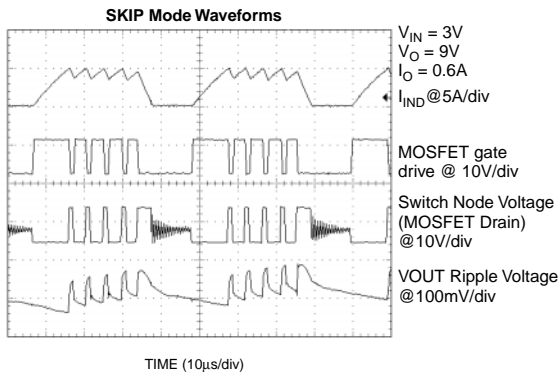 SKIP Mode Waveforms
V_IN = 3V
V_O = 9V
I_O = 0.6A
I_IND @5A/div
MOSFET gate
drive @ 10V/div
Switch Node Voltage
(MOSFET Drain)
@10V/div
VOUT Ripple Voltage
@100mV/div
TIME (10μs/div)